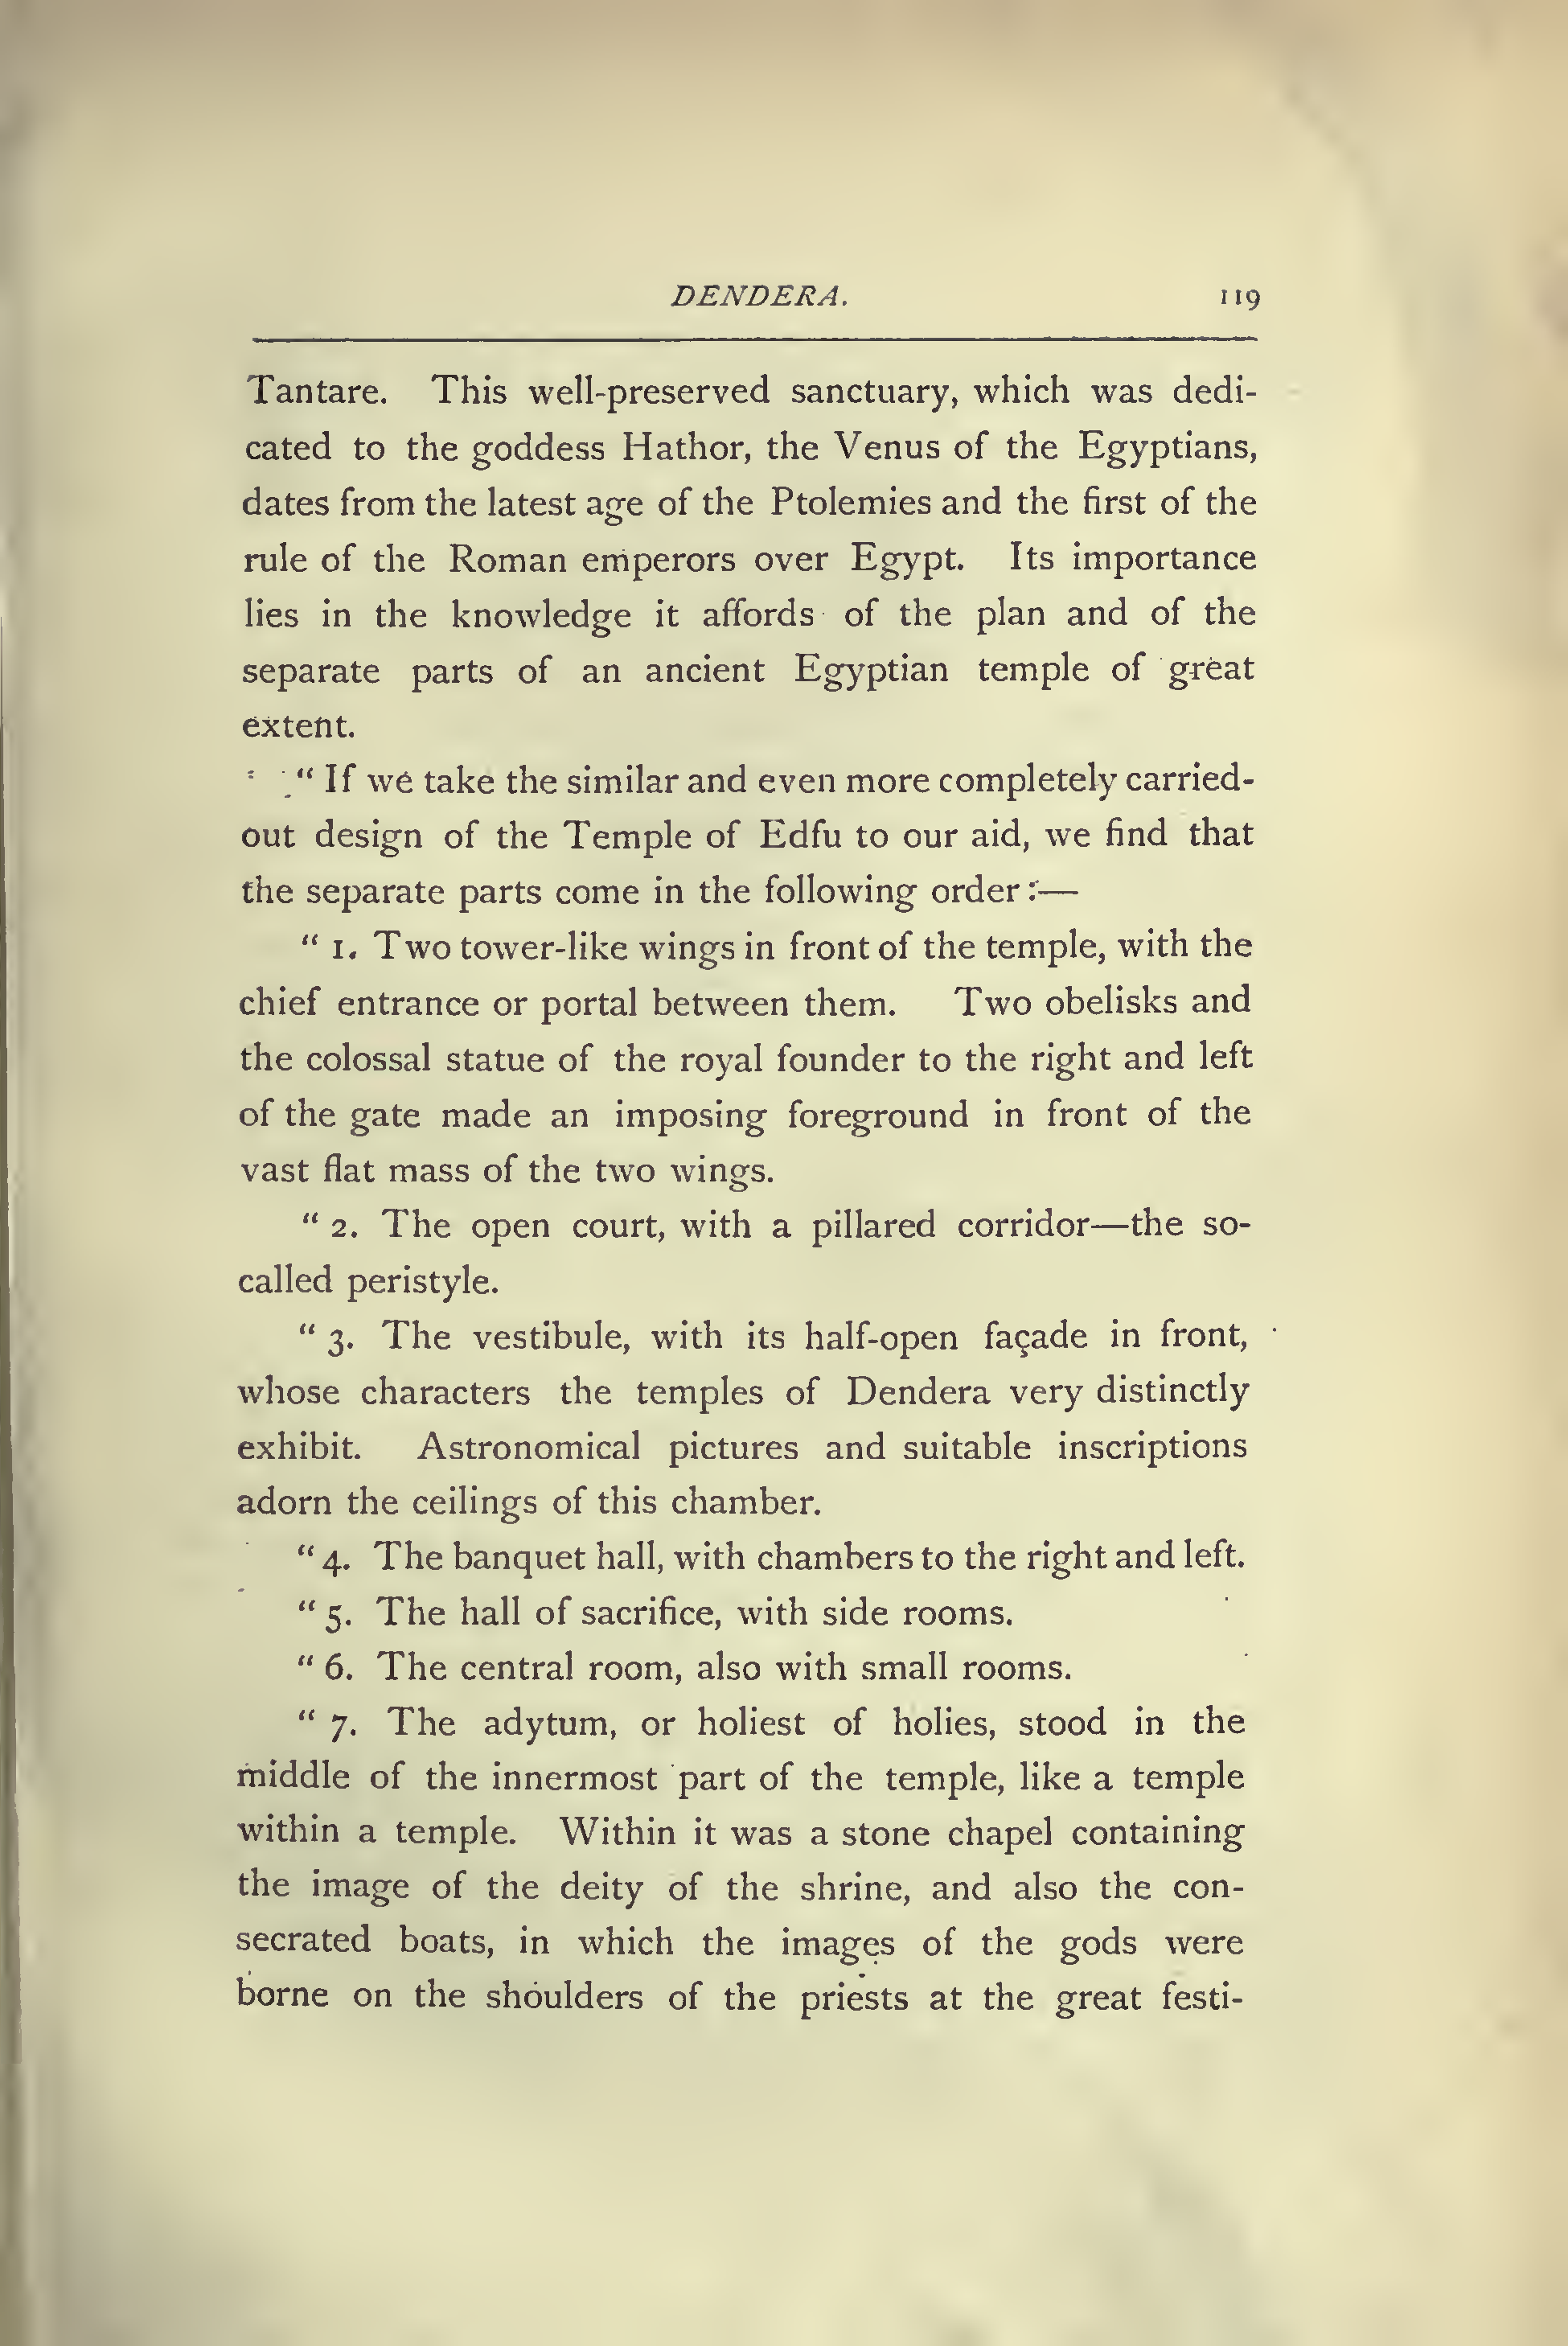 DENDERA. 119
Tantare. This well-preserved sanctuary, which was dedi-
cated to the goddess Hathor, the Venus of the Egyptians,
dates from the latest age of the Ptolemies and the first of the
rule of the Roman emperors over Egypt. Its importance
lies in the knowledge it affords of the plan and of the
separate parts of an ancient Egyptian temple of great
extent.
“ If we take the similar and even more completely carried-
out design of the Temple of Edfu to our aid, we find that
the separate parts come in the following order :—
“ 1. Two tower-like wings in front of the temple, with the
chief entrance or portal between them. Two obelisks and
the colossal statue of the royal founder to the right and left
of the gate made an imposing foreground in front of the
vast flat mass of the two wings.
“ 2. The open court, with a pillared corridor—the so-
called peristyle.
“ 3. The vestibule, with its half-open façade in front,
whose characters the temples of Dendera very distinctly
exhibit. Astronomical pictures and suitable inscriptions
adorn the ceilings of this chamber.
“ 4. The banquet hall, with chambers to the right and left.
“ 5. The hall of sacrifice, with side rooms.
“ 6. The central room, also with small rooms.
“ 7. The adytum, or holiest of holies, stood in the
middle of the innermost part of the temple, like a temple
within a temple. Within it was a stone chapel containing
the image of the deity of the shrine, and also the con-
secrated boats, in which the images of the gods were
borne on the shoulders of the priests at the great festi-